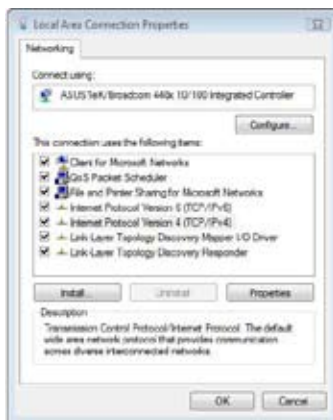 Local Area Connection Properties
Networking
Connect using:
ASUSTeK/Broadcom 440x 10/100 Integrated Controller
Configure...
This connection uses the following items:
Client for Microsoft Networks
QoS Packet Scheduler
File and Printer Sharing for Microsoft Networks
Internet Protocol Version 6 (TCP/IPv6)
Internet Protocol Version 4 (TCP/IPv4)
Link-Layer Topology Discovery Mapper I/O Driver
Link-Layer Topology Discovery Responder
Install...
Uninstall
Properties
Description
Transmission Control Protocol/Internet Protocol. The default
wide area network protocol that provides communication
across diverse interconnected networks.
OK
Cancel